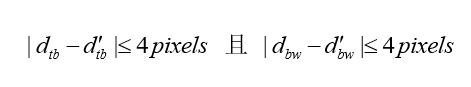 | d_tb − d′_tb |≤ 4 pixels 且 | d_bw − d′_bw |≤ 4 pixels